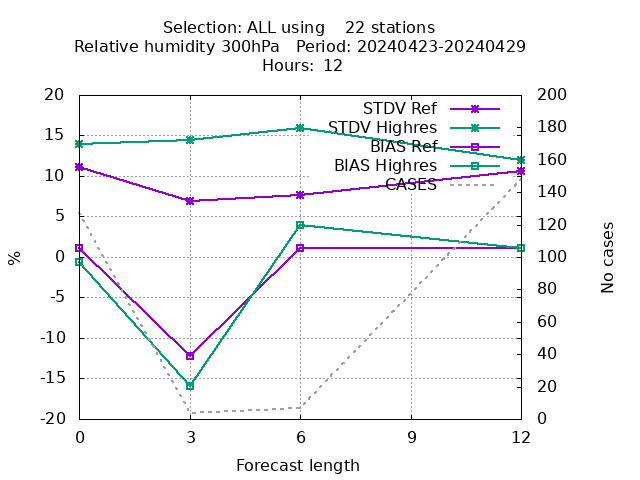 Selection: ALL using    22 stations
Relative humidity 300hPa   Period: 20240423-20240429
Hours: 12
STDV Ref
STDV Highres
BIAS Ref
BIAS Highres
CASES
20
15
10
5
0
-5
-10
-15
-20
%
200
180
160
140
120
100
80
60
40
20
0
No cases
0 3 6 9 12
Forecast length